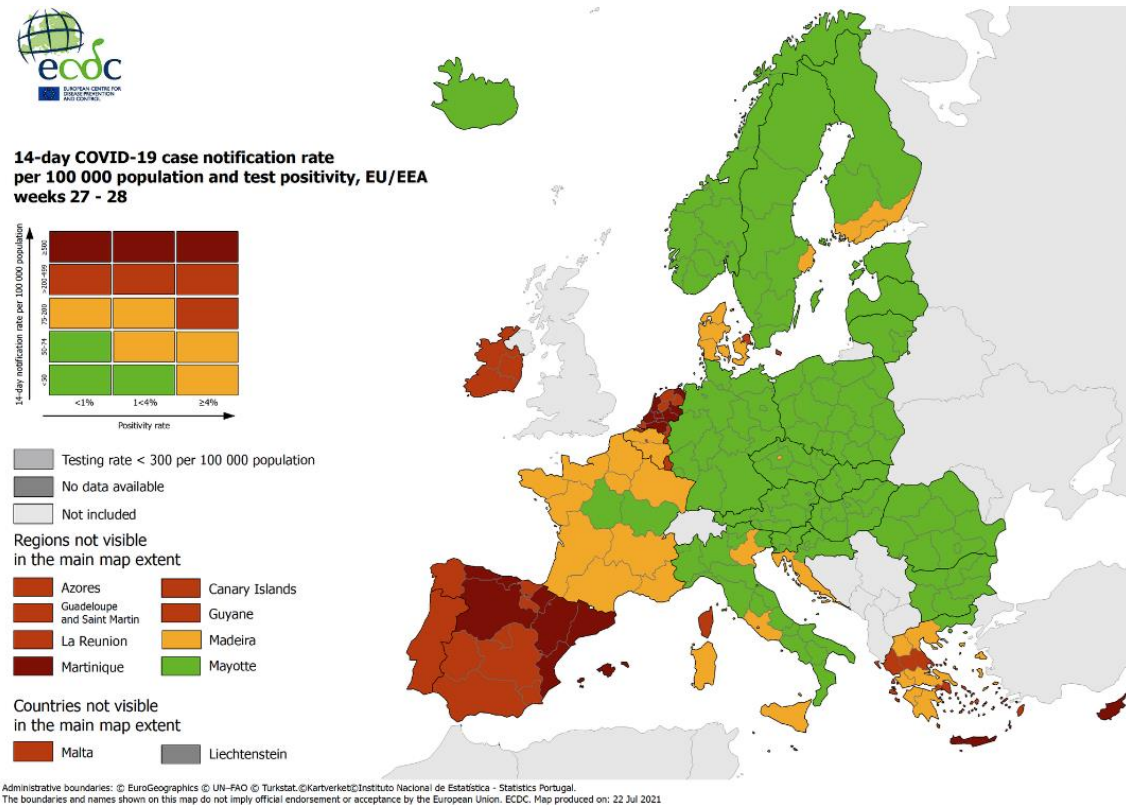 ecdc
EUROPEAN CENTRE FOR
DISEASE PREVENTION
AND CONTROL
14-day COVID-19 case notification rate
per 100 000 population and test positivity, EU/EEA
weeks 27 - 28
14-day notification rate per 100 000 population
≥500
>200-499
75-200
50-74
<50
<1%
1-<4%
≥4%
Positivity rate
Testing rate < 300 per 100 000 population
No data available
Not included
Regions not visible
in the main map extent
Azores
Canary Islands
Guadeloupe
and Saint Martin
Guyane
La Reunion
Madeira
Martinique
Mayotte
Countries not visible
in the main map extent
Malta
Liechtenstein
Administrative boundaries: © EuroGeographics © UN–FAO © Turkstat.©Kartverket©Instituto Nacional de Estatística - Statistics Portugal.
The boundaries and names shown on this map do not imply official endorsement or acceptance by the European Union. ECDC. Map produced on: 22 Jul 2021